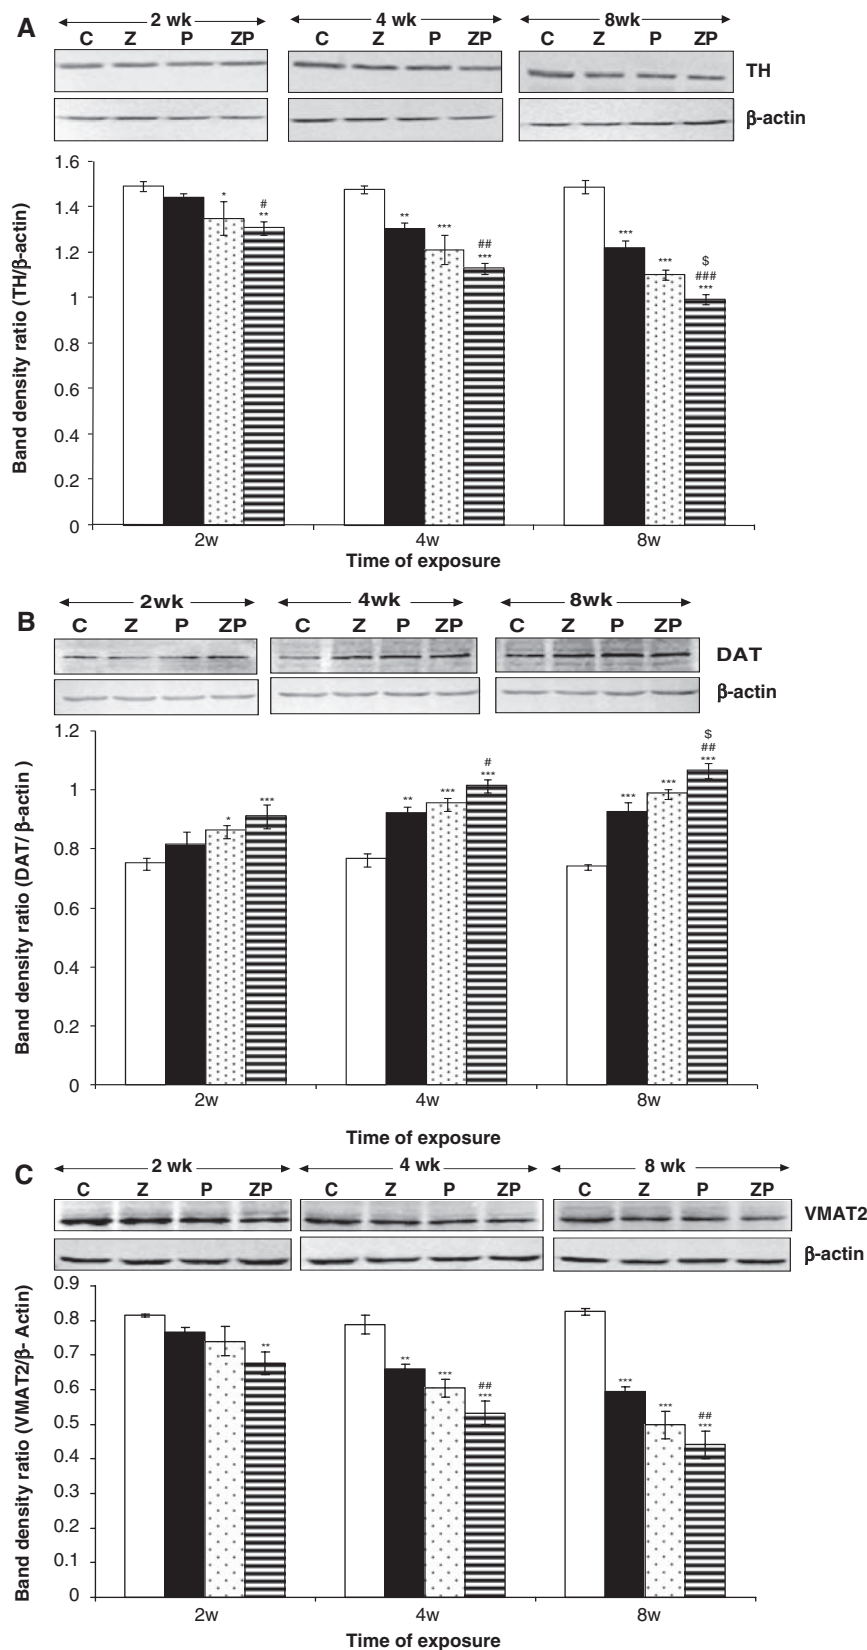 A
2 wk 4 wk 8wk
C Z P ZP C Z P ZP C Z P ZP
TH
β-actin
Band density ratio (TH/β-actin)
1.6
1.4
1.2
1
0.8
0.6
0.4
0.2
0
* # ** ** *** ## *** *** *** $ ### ***
2w 4w 8w
Time of exposure
B
2wk 4wk 8wk
C Z P ZP C Z P ZP C Z P ZP
DAT
β-actin
Band density ratio (DAT/ β-actin )
1.2
1
0.8
0.6
0.4
0.2
0
* *** ** *** # *** *** *** $ ## ***
2w 4w 8w
Time of exposure
C
2 wk 4 wk 8 wk
C Z P ZP C Z P ZP C Z P ZP
VMAT2
β-actin
Band density ratio (VMAT2/β- Actin)
0.9
0.8
0.7
0.6
0.5
0.4
0.3
0.2
0.1
0
** ** *** ## *** *** *** ## ***
2w 4w 8w
Time of exposure